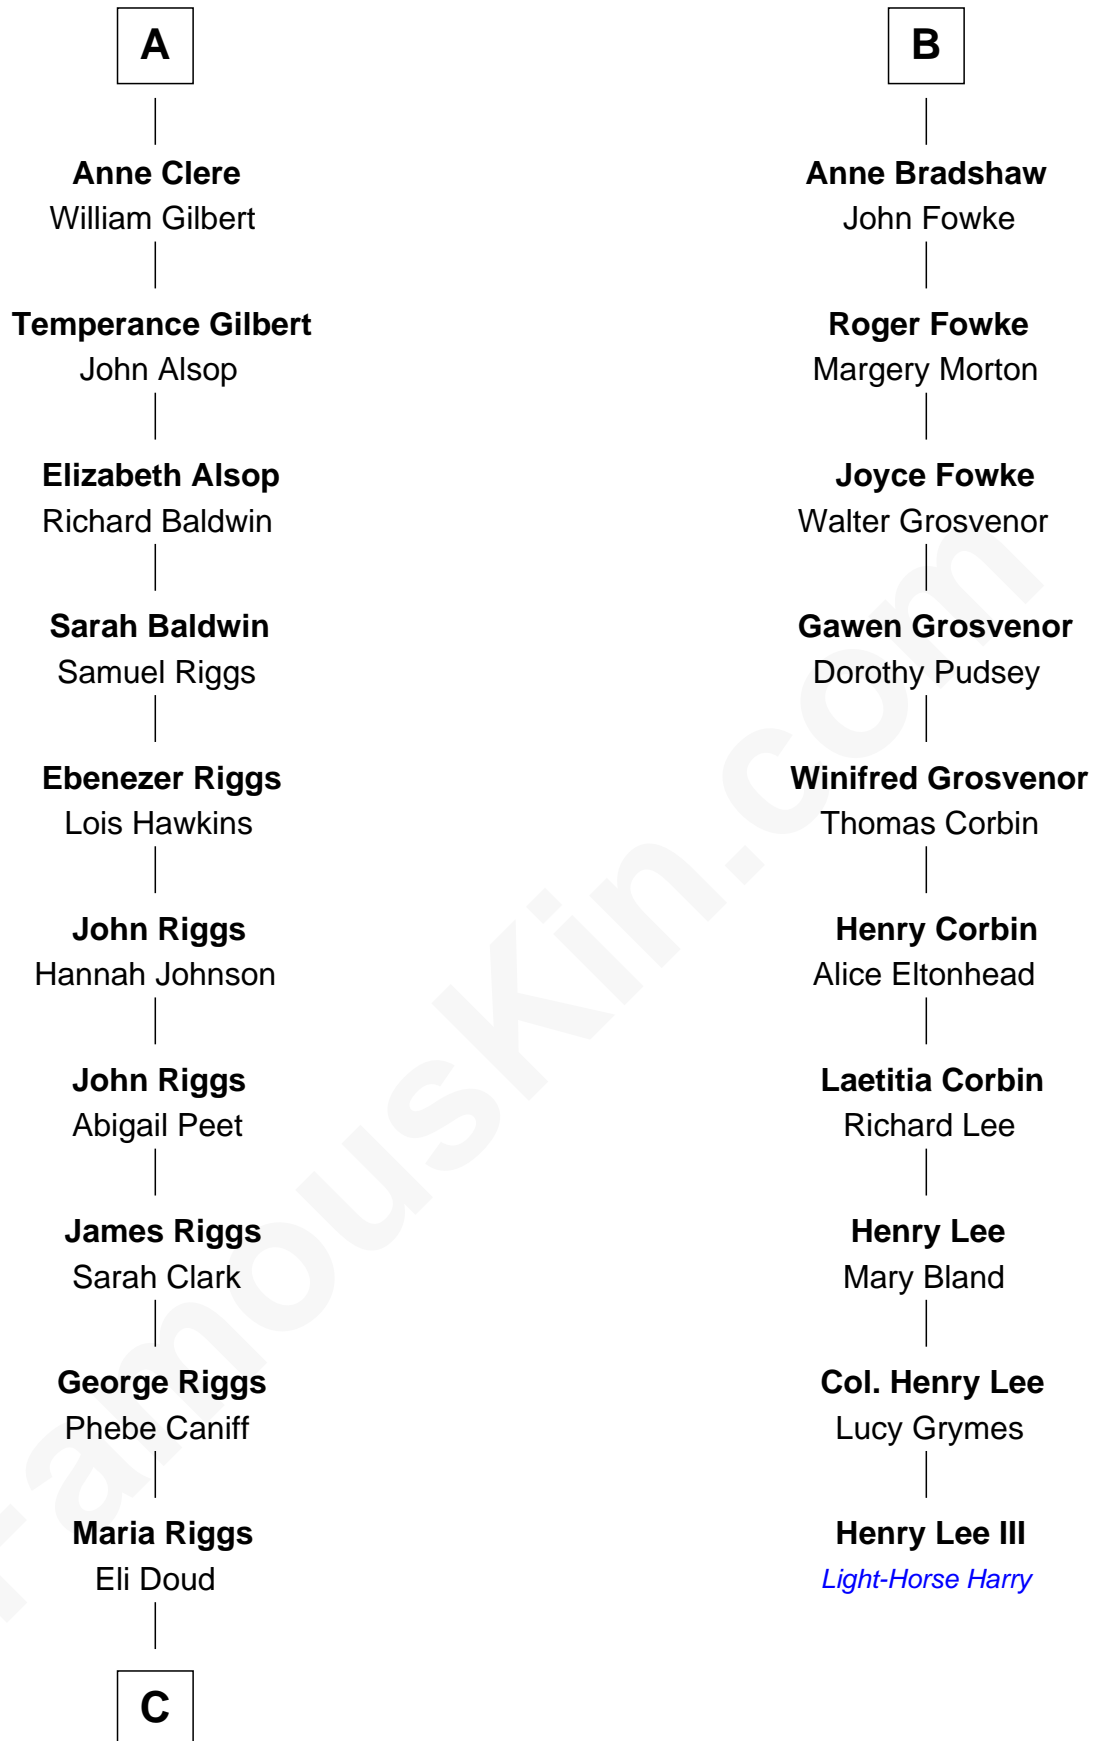 A
Anne Clere
William Gilbert
Temperance Gilbert
John Alsop
Elizabeth Alsop
Richard Baldwin
Sarah Baldwin
Samuel Riggs
Ebenezer Riggs
Lois Hawkins
John Riggs
Hannah Johnson
John Riggs
Abigail Peet
James Riggs
Sarah Clark
George Riggs
Phebe Caniff
Maria Riggs
Eli Doud
C
B
Anne Bradshaw
John Fowke
Roger Fowke
Margery Morton
Joyce Fowke
Walter Grosvenor
Gawen Grosvenor
Dorothy Pudsey
Winifred Grosvenor
Thomas Corbin
Henry Corbin
Alice Eltonhead
Laetitia Corbin
Richard Lee
Henry Lee
Mary Bland
Col. Henry Lee
Lucy Grymes
Henry Lee III
Light-Horse Harry
FamousKin.com